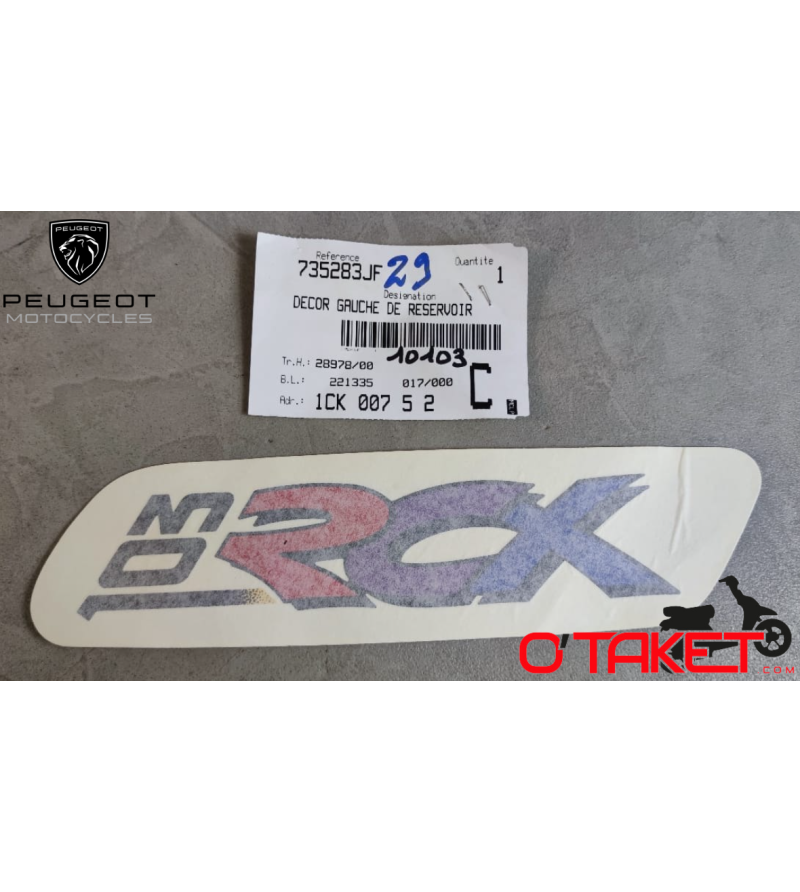 PEUGEOT
PEUGEOT
MOTOCYCLES
Reference
Quantite
735283JF 29
1
Designation
DECOR GAUCHE DE RESERVOIR
10103
Tr.H.: 28978/00
B.L.: 221335 017/000
C
Adr.: 1CK 007 S 2
103
RCX
O'TAKET
.COM